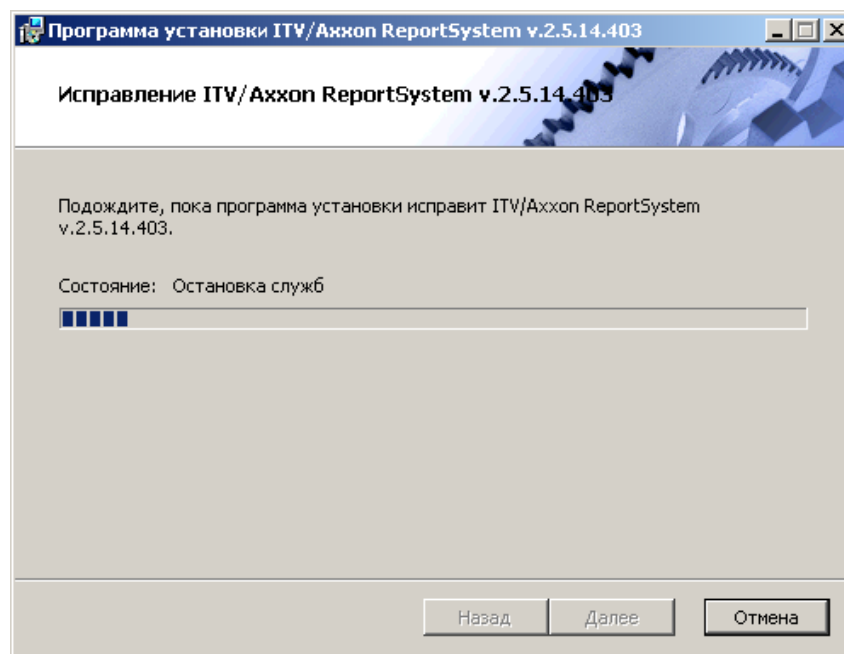 Программа установки ITV/Axxon ReportSystem v.2.5.14.403
Исправление ITV/Axxon ReportSystem v.2.5.14.403
Подождите, пока программа установки исправит ITV/Axxon ReportSystem
v.2.5.14.403.
Состояние: Остановка служб
Назад Далее Отмена